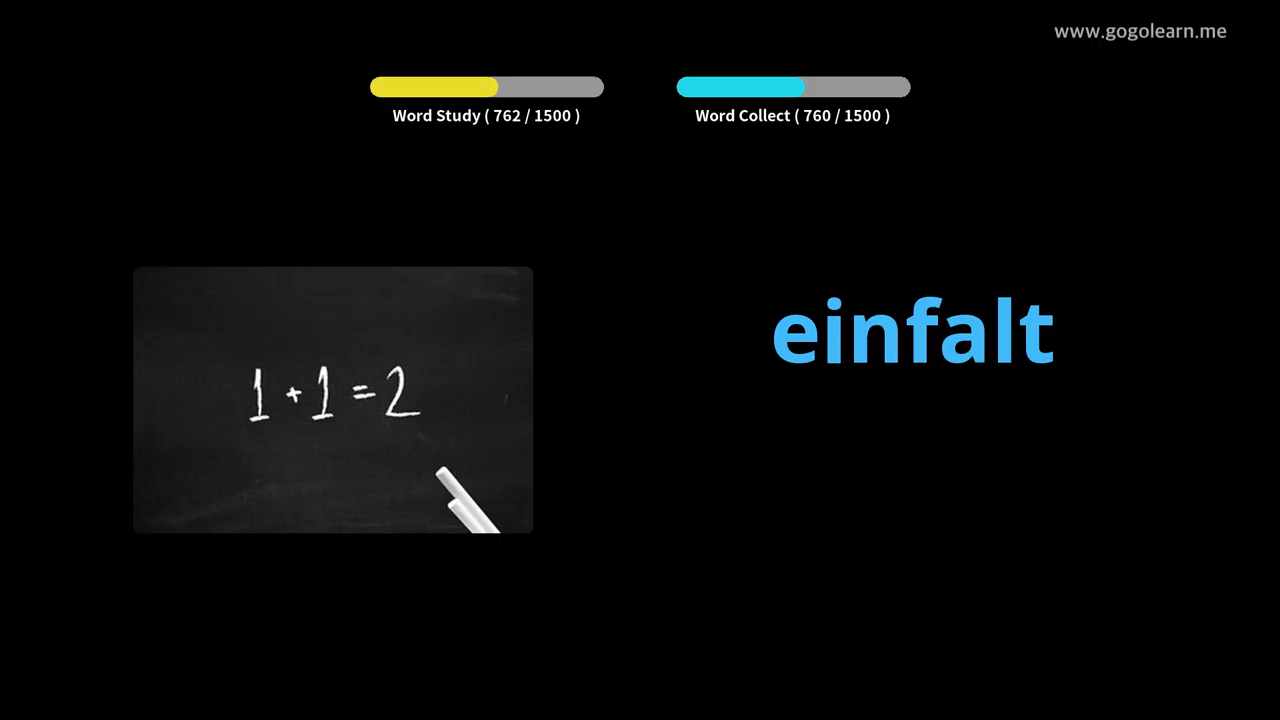 www.gogolearn.me
Word Study ( 762 / 1500 )
Word Collect ( 760 / 1500 )
einfalt
1 + 1 = 2